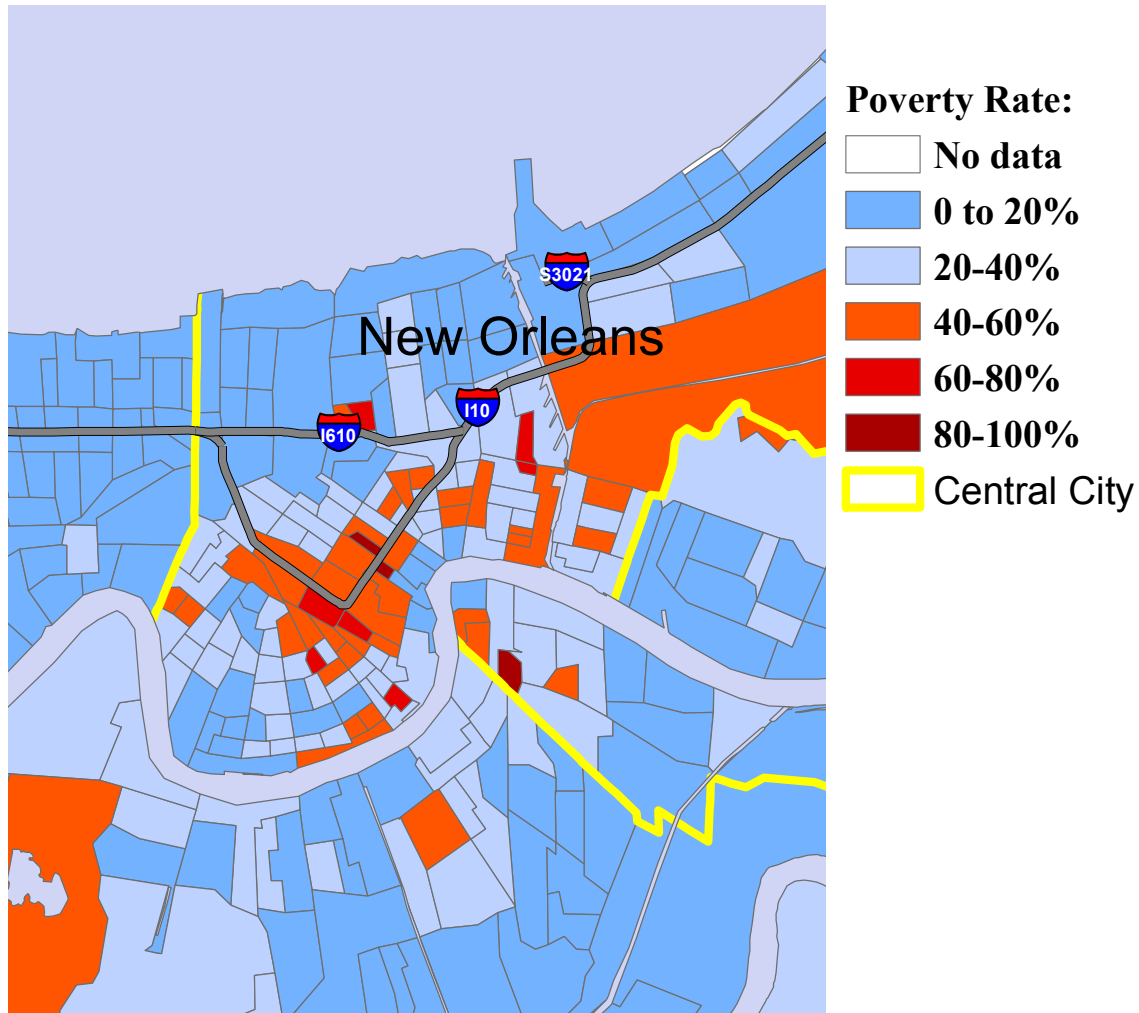 S3021
New Orleans
I10
I610
Poverty Rate:
No data
0 to 20%
20-40%
40-60%
60-80%
80-100%
Central City